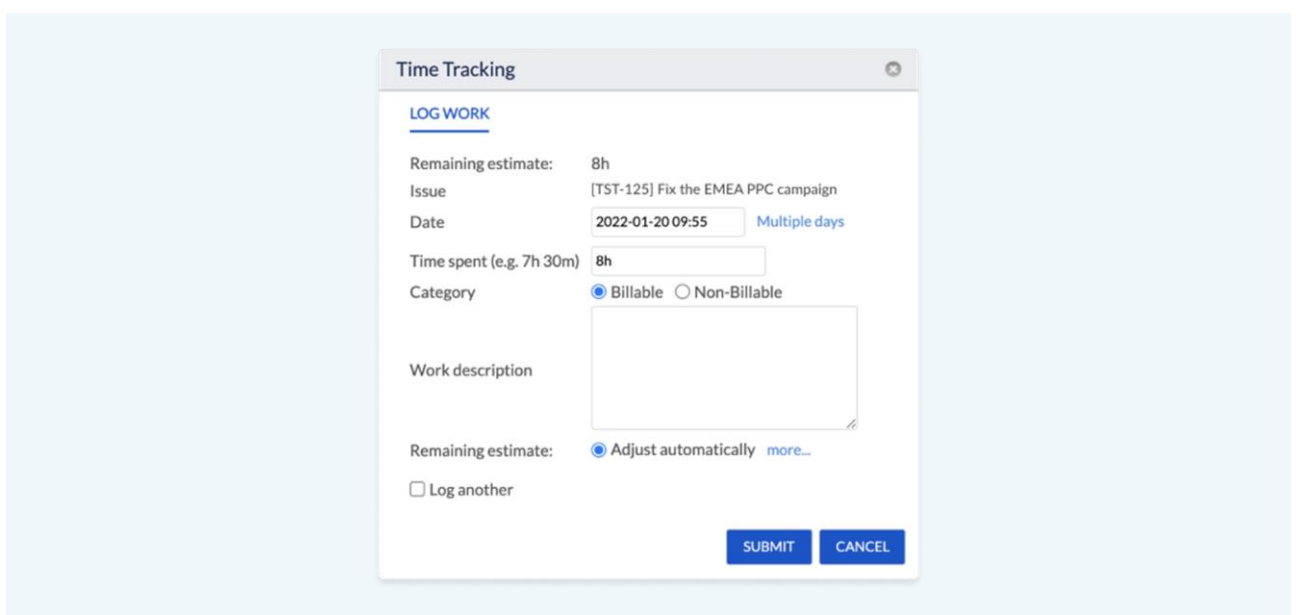 Time Tracking
LOG WORK
Remaining estimate: 8h
Issue [TST-125] Fix the EMEA PPC campaign
Date 2022-01-20 09:55 Multiple days
Time spent (e.g. 7h 30m) 8h
Category Billable Non-Billable
Work description
Remaining estimate: Adjust automatically more...
Log another
SUBMIT CANCEL